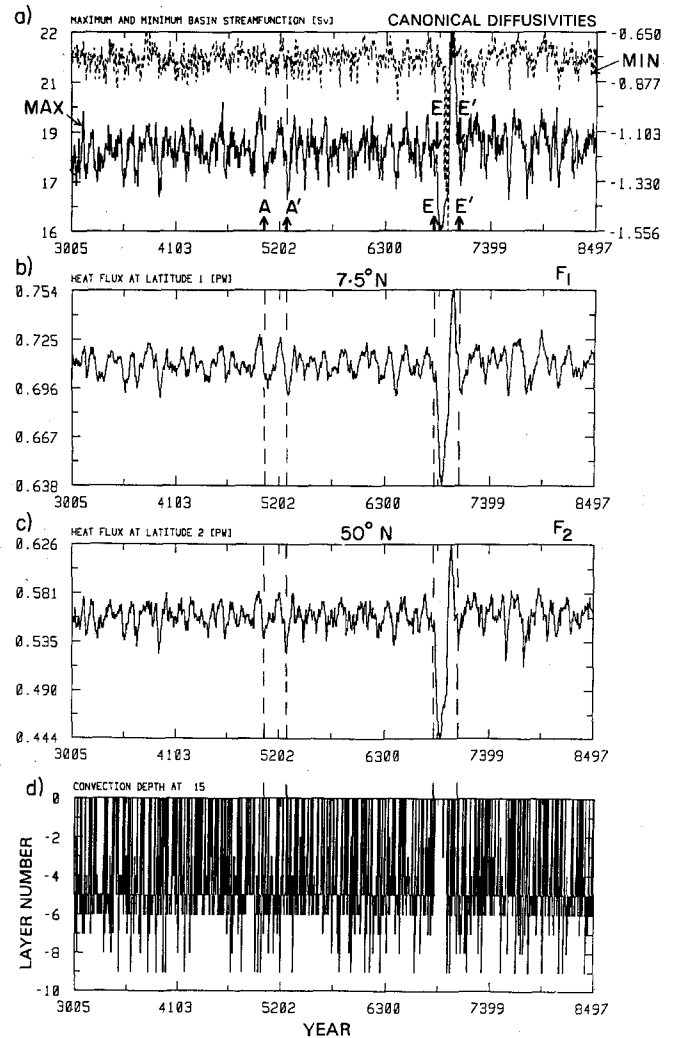 a) MAXIMUM AND MINIMUM BASIN STREAMFUNCTION [Sv] CANONICAL DIFFUSIVITIES
22 -0.650
MIN
21 -0.877
MAX
E E'
19 -1.103
17 -1.330
A A' E E'
16 -1.556
3005 4103 5202 6300 7399 8497
b) HEAT FLUX AT LATITUDE 1 [PW] 7.5° N F1
0.754
0.725
0.696
0.667
0.638
3005 4103 5202 6300 7399 8497
c) HEAT FLUX AT LATITUDE 2 [PW] 50° N F2
0.626
0.581
0.535
0.490
0.444
3005 4103 5202 6300 7399 8497
d) CONVECTION DEPTH AT 15
0
-2
-4
-6
-8
-10
LAYER NUMBER
3005 4103 5202 6300 7399 8497
YEAR